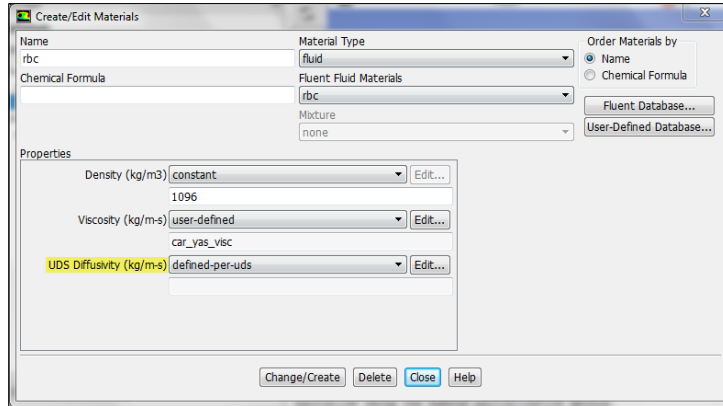 Create/Edit Materials
X
Name
Material Type
Order Materials by
rbc
fluid
Name
Chemical Formula
Chemical Formula
Fluent Fluid Materials
rbc
Fluent Database...
Mixture
User-Defined Database...
none
Properties
Density (kg/m3) constant Edit...
1096
Viscosity (kg/m-s) user-defined Edit...
car_yas_visc
UDS Diffusivity (kg/m-s) defined-per-uds Edit...
Change/Create Delete Close Help